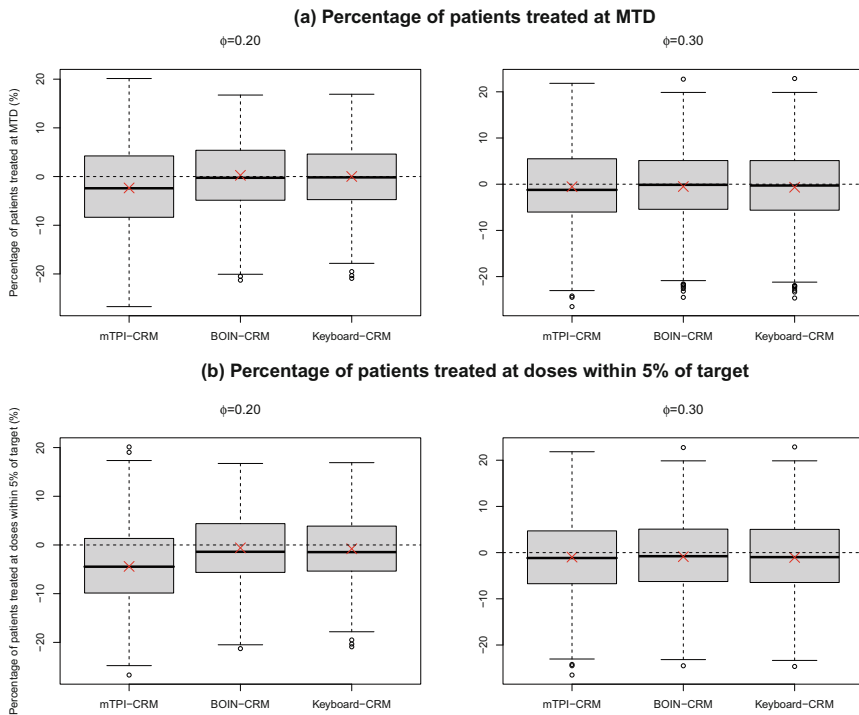 (a) Percentage of patients treated at MTD
ϕ=0.20
ϕ=0.30
Percentage of patients treated at MTD (%)
20
10
0
−10
−20
20
10
0
−10
−20
mTPI−CRM
BOIN−CRM
Keyboard−CRM
mTPI−CRM
BOIN−CRM
Keyboard−CRM
(b) Percentage of patients treated at doses within 5% of target
ϕ=0.20
ϕ=0.30
Percentage of patients treated at doses within 5% of target (%)
20
10
0
−10
−20
20
10
0
−10
−20
mTPI−CRM
BOIN−CRM
Keyboard−CRM
mTPI−CRM
BOIN−CRM
Keyboard−CRM